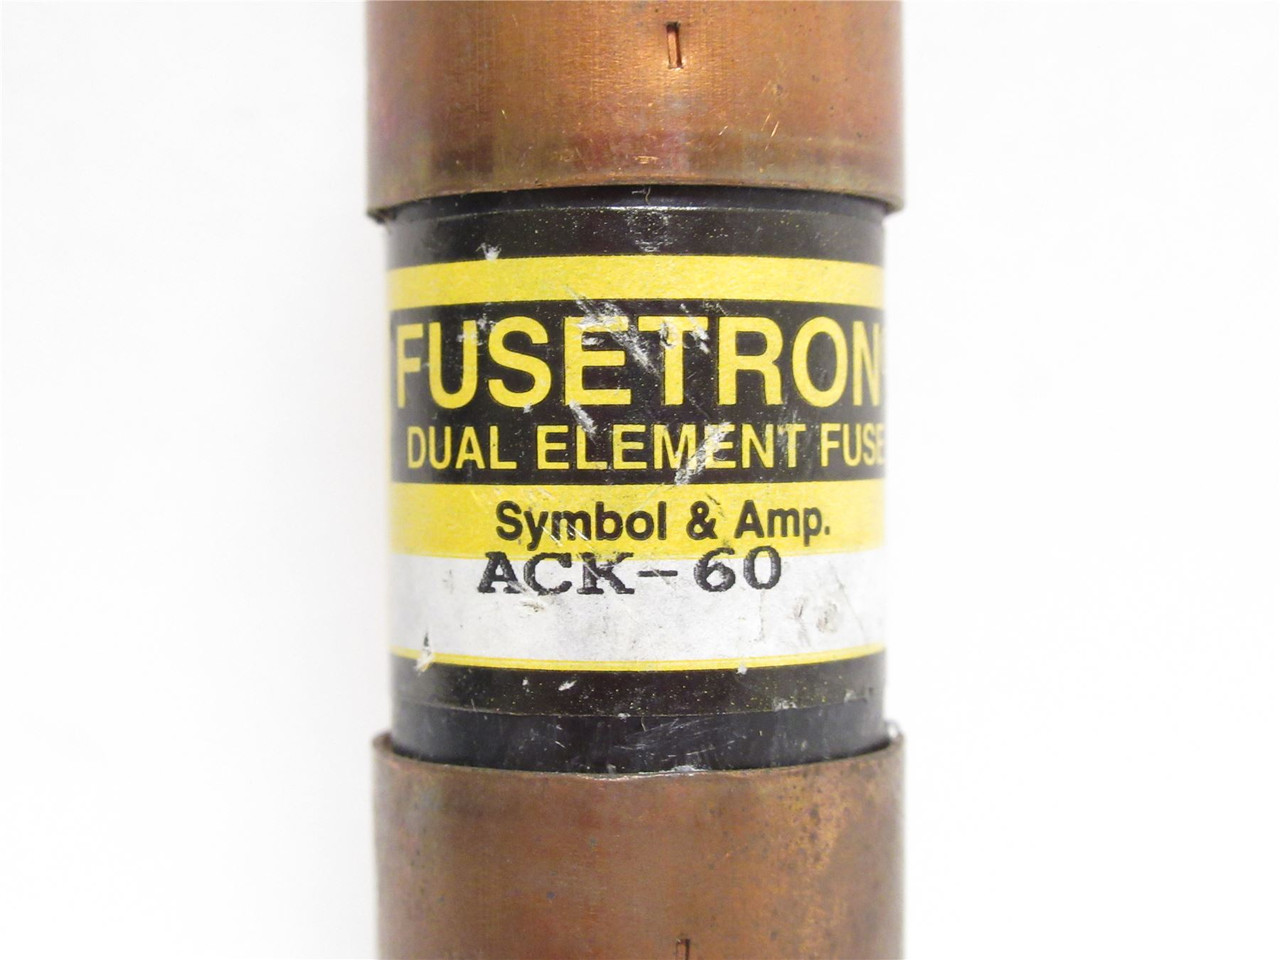 FUSETRON
DUAL ELEMENT FUSE
Symbol & Amp.
ACK-60